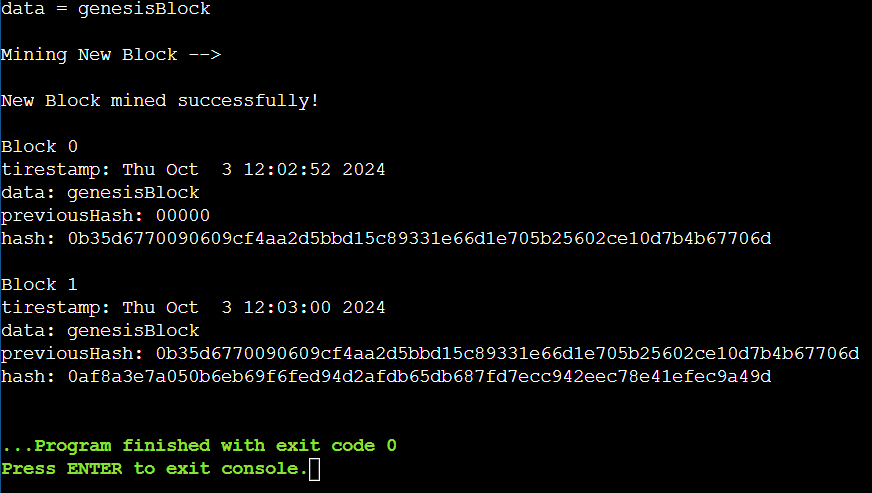 data = genesisBlock
Mining New Block -->
New Block mined successfully!
Block 0
tirestamp: Thu Oct  3 12:02:52 2024
data: genesisBlock
previousHash: 00000
hash: 0b35d6770090609cf4aa2d5bbd15c89331e66d1e705b25602ce10d7b4b67706d
Block 1
tirestamp: Thu Oct  3 12:03:00 2024
data: genesisBlock
previousHash: 0b35d6770090609cf4aa2d5bbd15c89331e66d1e705b25602ce10d7b4b67706d
hash: 0af8a3e7a050b6eb69f6fed94d2afdb65db687fd7ecc942eec78e41efec9a49d
...Program finished with exit code 0
Press ENTER to exit console.